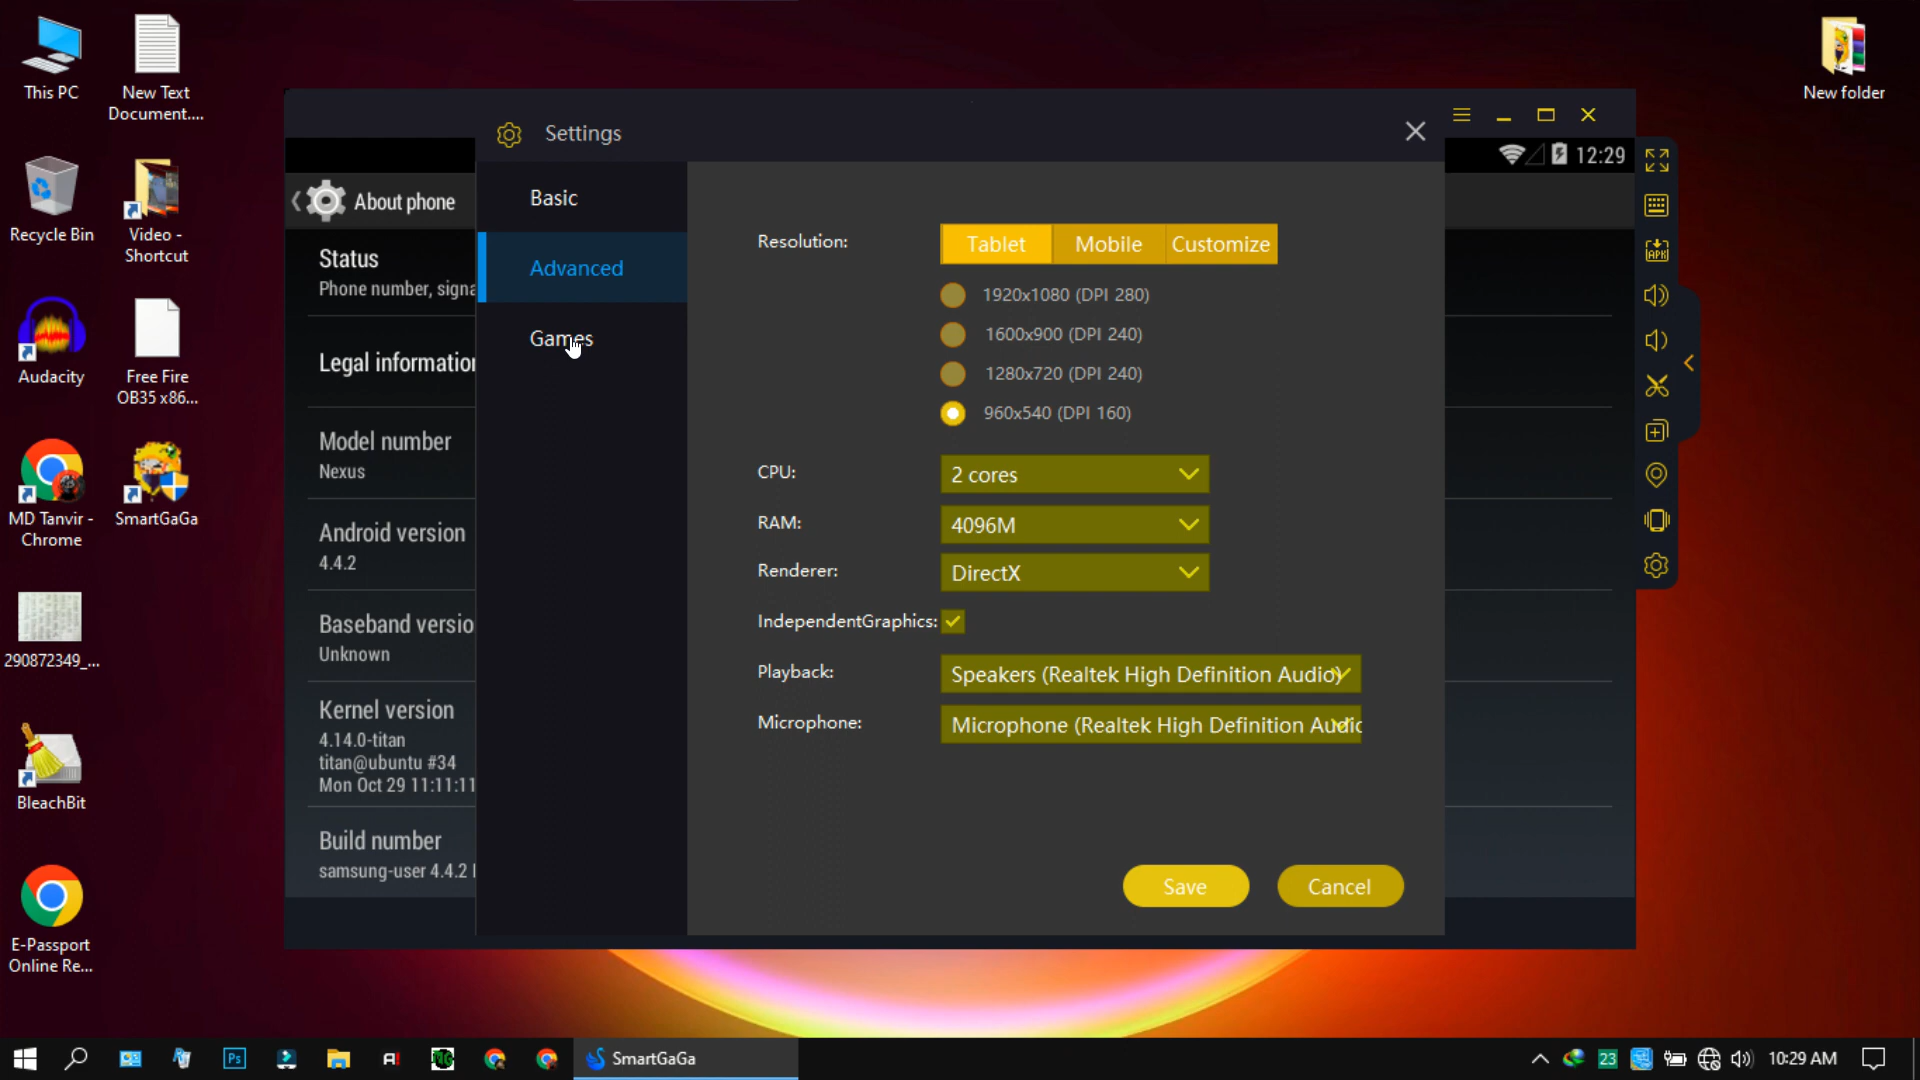 This PC
New Text
Document....
New folder
Recycle Bin
Video -
Shortcut
Audacity
Free Fire
OB35 x86...
MD Tanvir -
Chrome
SmartGaGa
290872349_...
BleachBit
E-Passport
Online Re...
12:29
About phone
Status
Phone number, signa
Legal information
Model number
Nexus
Android version
4.4.2
Baseband versio
Unknown
Kernel version
4.14.0-titan
titan@ubuntu #34
Mon Oct 29 11:11:11
Build number
samsung-user 4.4.2
Settings
Basic
Advanced
Games
Resolution:
Tablet
Mobile
Customize
1920x1080 (DPI 280)
1600x900 (DPI 240)
1280x720 (DPI 240)
960x540 (DPI 160)
CPU:
2 cores
RAM:
4096M
Renderer:
DirectX
IndependentGraphics:
Playback:
Speakers (Realtek High Definition Audio)
Microphone:
Microphone (Realtek High Definition Audio
Save
Cancel
APK
Ps
A!
SmartGaGa
23
10:29 AM